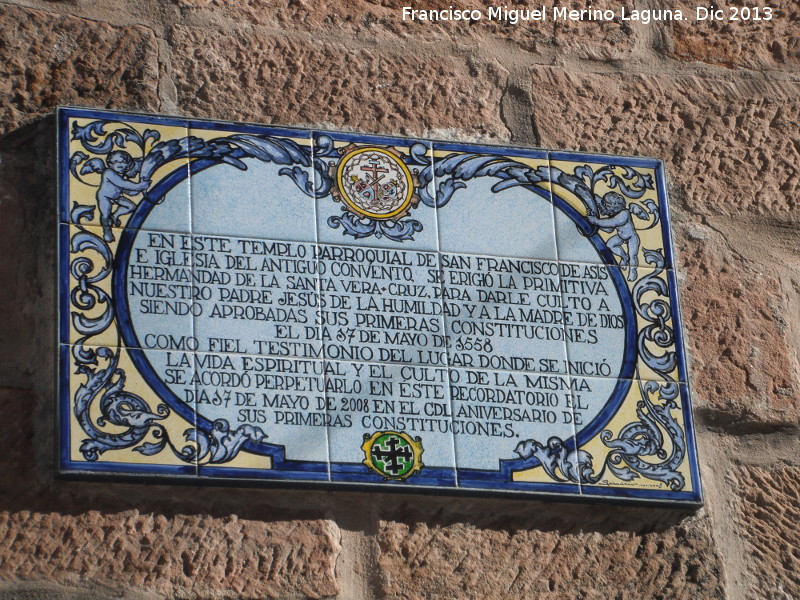 Francisco Miguel Merino Laguna. Dic 2013
EN ESTE TEMPLO PARROQUIAL DE SAN FRANCISCO DE ASIS
E IGLESIA DEL ANTIGUO CONVENTO, SE ERIGIÓ LA PRIMITIVA
HERMANDAD DE LA SANTA VERA+CRUZ, PARA DARLE CULTO A
NUESTRO PADRE JESÚS DE LA HUMILDAD Y A LA MADRE DE DIOS
SIENDO APROBADAS SUS PRIMERAS CONSTITUCIONES
EL DIA 17 DE MAYO DE 1558
COMO FIEL TESTIMONIO DEL LUGAR DONDE SE INICIÓ
LA VIDA ESPIRITUAL Y EL CULTO DE LA MISMA
SE ACORDÓ PERPETUARLO EN ESTE RECORDATORIO EL
DIA 17 DE MAYO DE 2008 EN EL CDL ANIVERSARIO DE
SUS PRIMERAS CONSTITUCIONES.